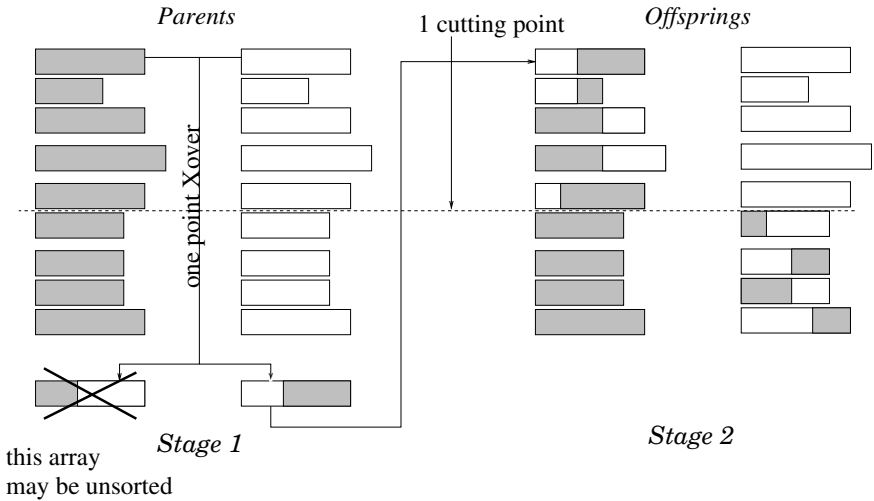 Parents
1 cutting point
Offsprings
one point Xover
Stage 1
Stage 2
this array
may be unsorted